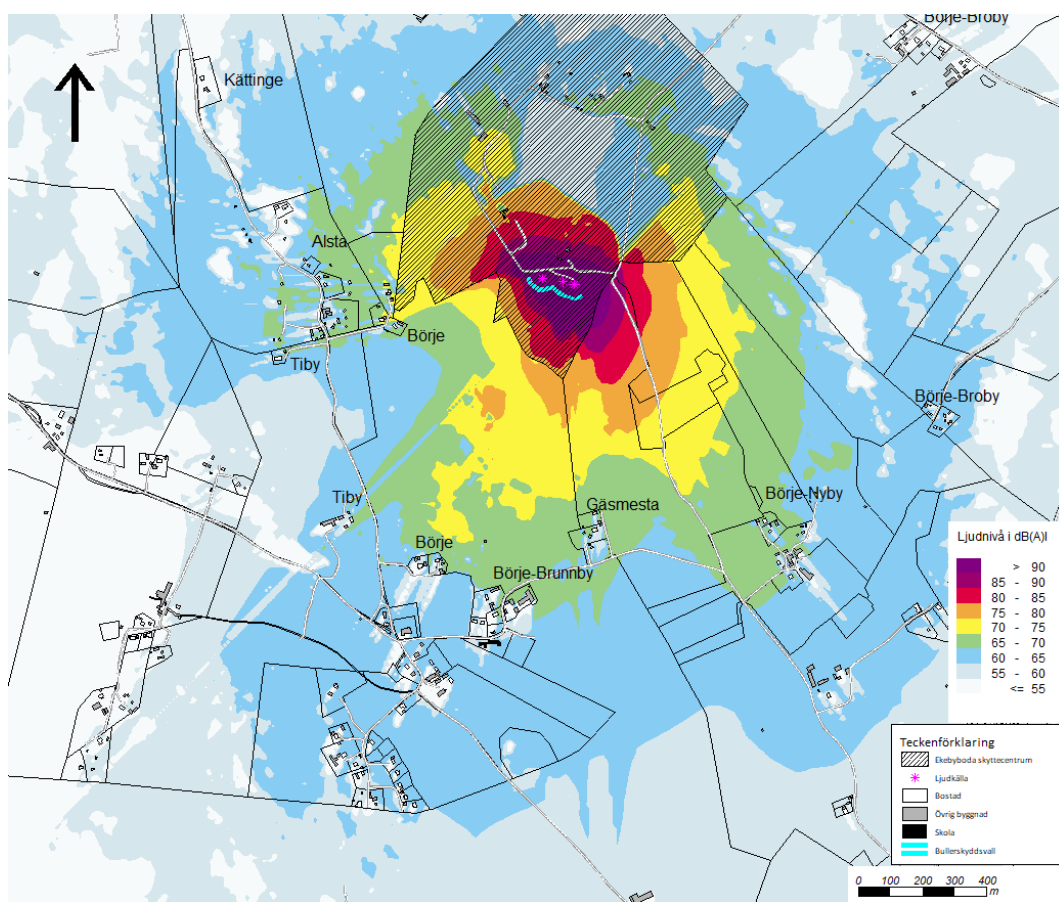 Börje-Broby
Kättinge
Alsta
Börje
Tiby
Börje-Broby
Tiby
Gäsmesta
Börje-Nyby
Börje
Börje-Brunnby
Ljudnivå i dB(A)I
> 90
85 - 90
80 - 85
75 - 80
70 - 75
65 - 70
60 - 65
55 - 60
<= 55
Teckenförklaring
Ekebyboda skyttecentrum
Ljudkälla
Bostad
Övrig byggnad
Skola
Bullerskyddsvall
0 100 200 300 400
m